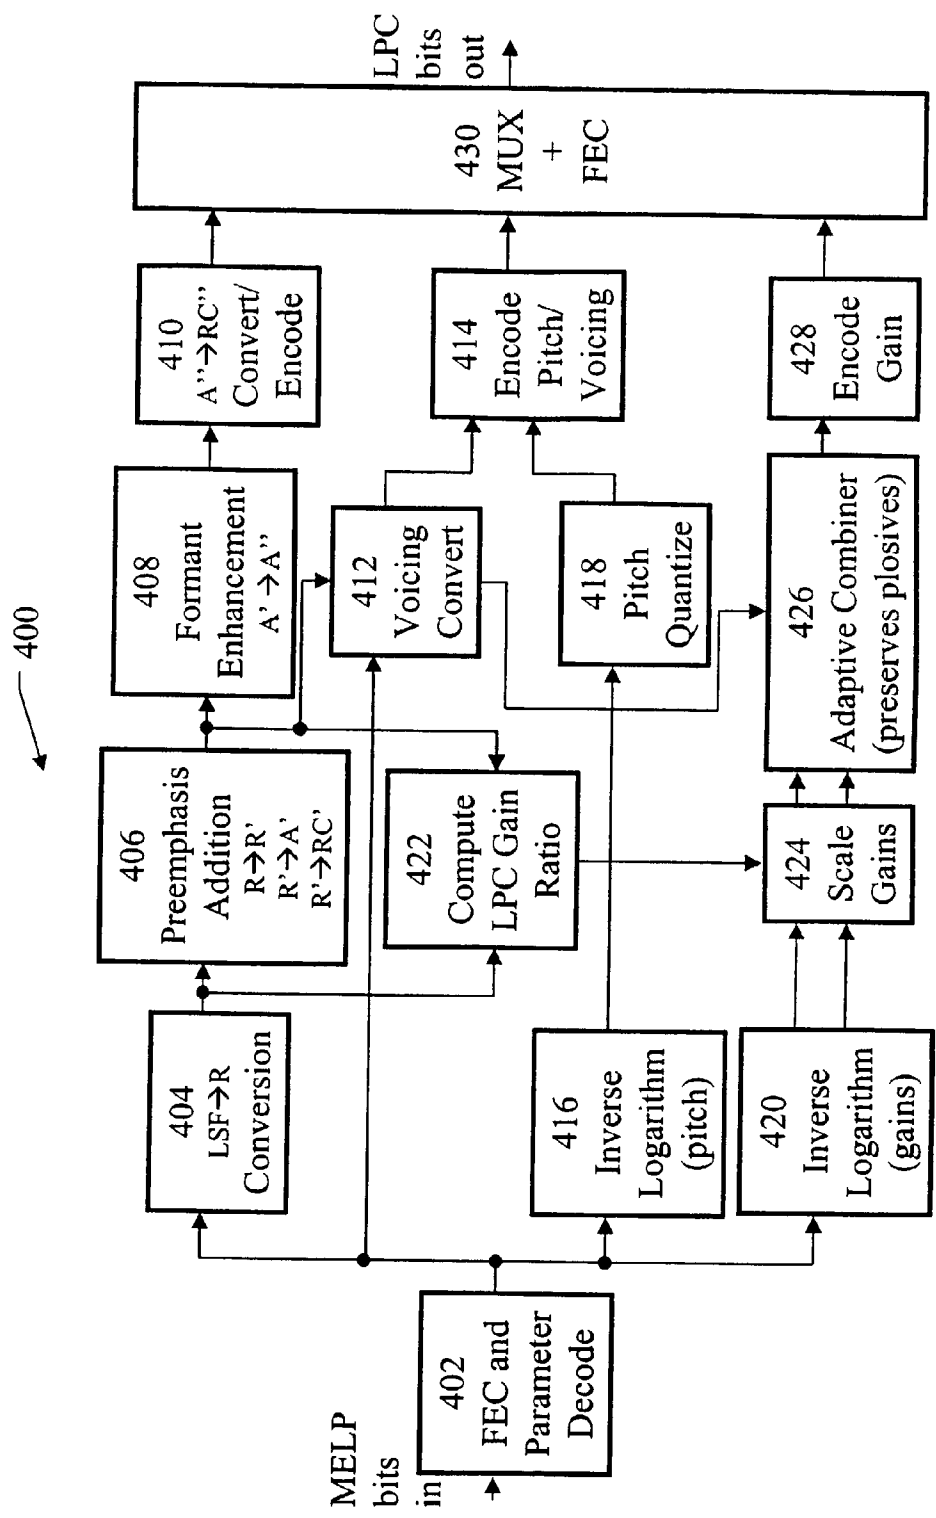 400
MELP
bits
in
402
FEC and
Parameter
Decode
404
LSF→R
Conversion
406
Preemphasis
Addition
R→R'
R'→A'
R'→RC'
408
Formant
Enhancement
A'→A''
410
A''→RC''
Convert/
Encode
412
Voicing
Convert
414
Encode
Pitch/
Voicing
416
Inverse
Logarithm
(pitch)
418
Pitch
Quantize
420
Inverse
Logarithm
(gains)
422
Compute
LPC Gain
Ratio
424
Scale
Gains
426
Adaptive Combiner
(preserves plosives)
428
Encode
Gain
430
MUX
+
FEC
LPC
bits
out